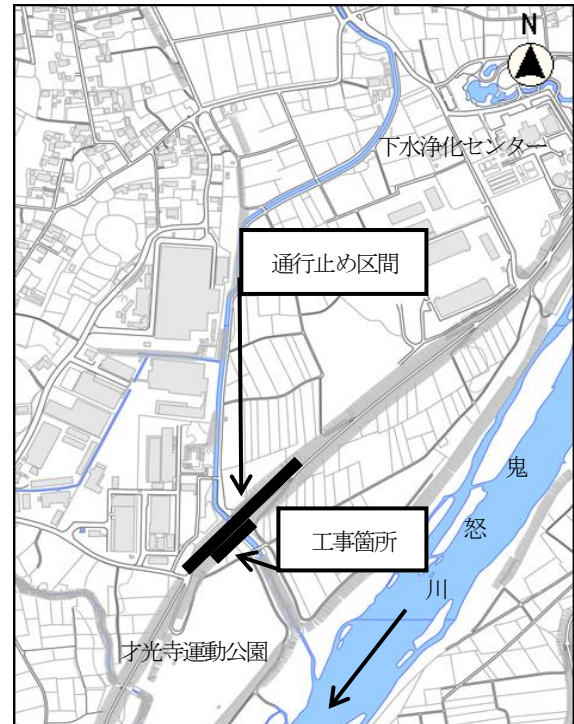 N
下水浄化センター
通行止め区間
鬼怒川
工事箇所
才光寺運動公園